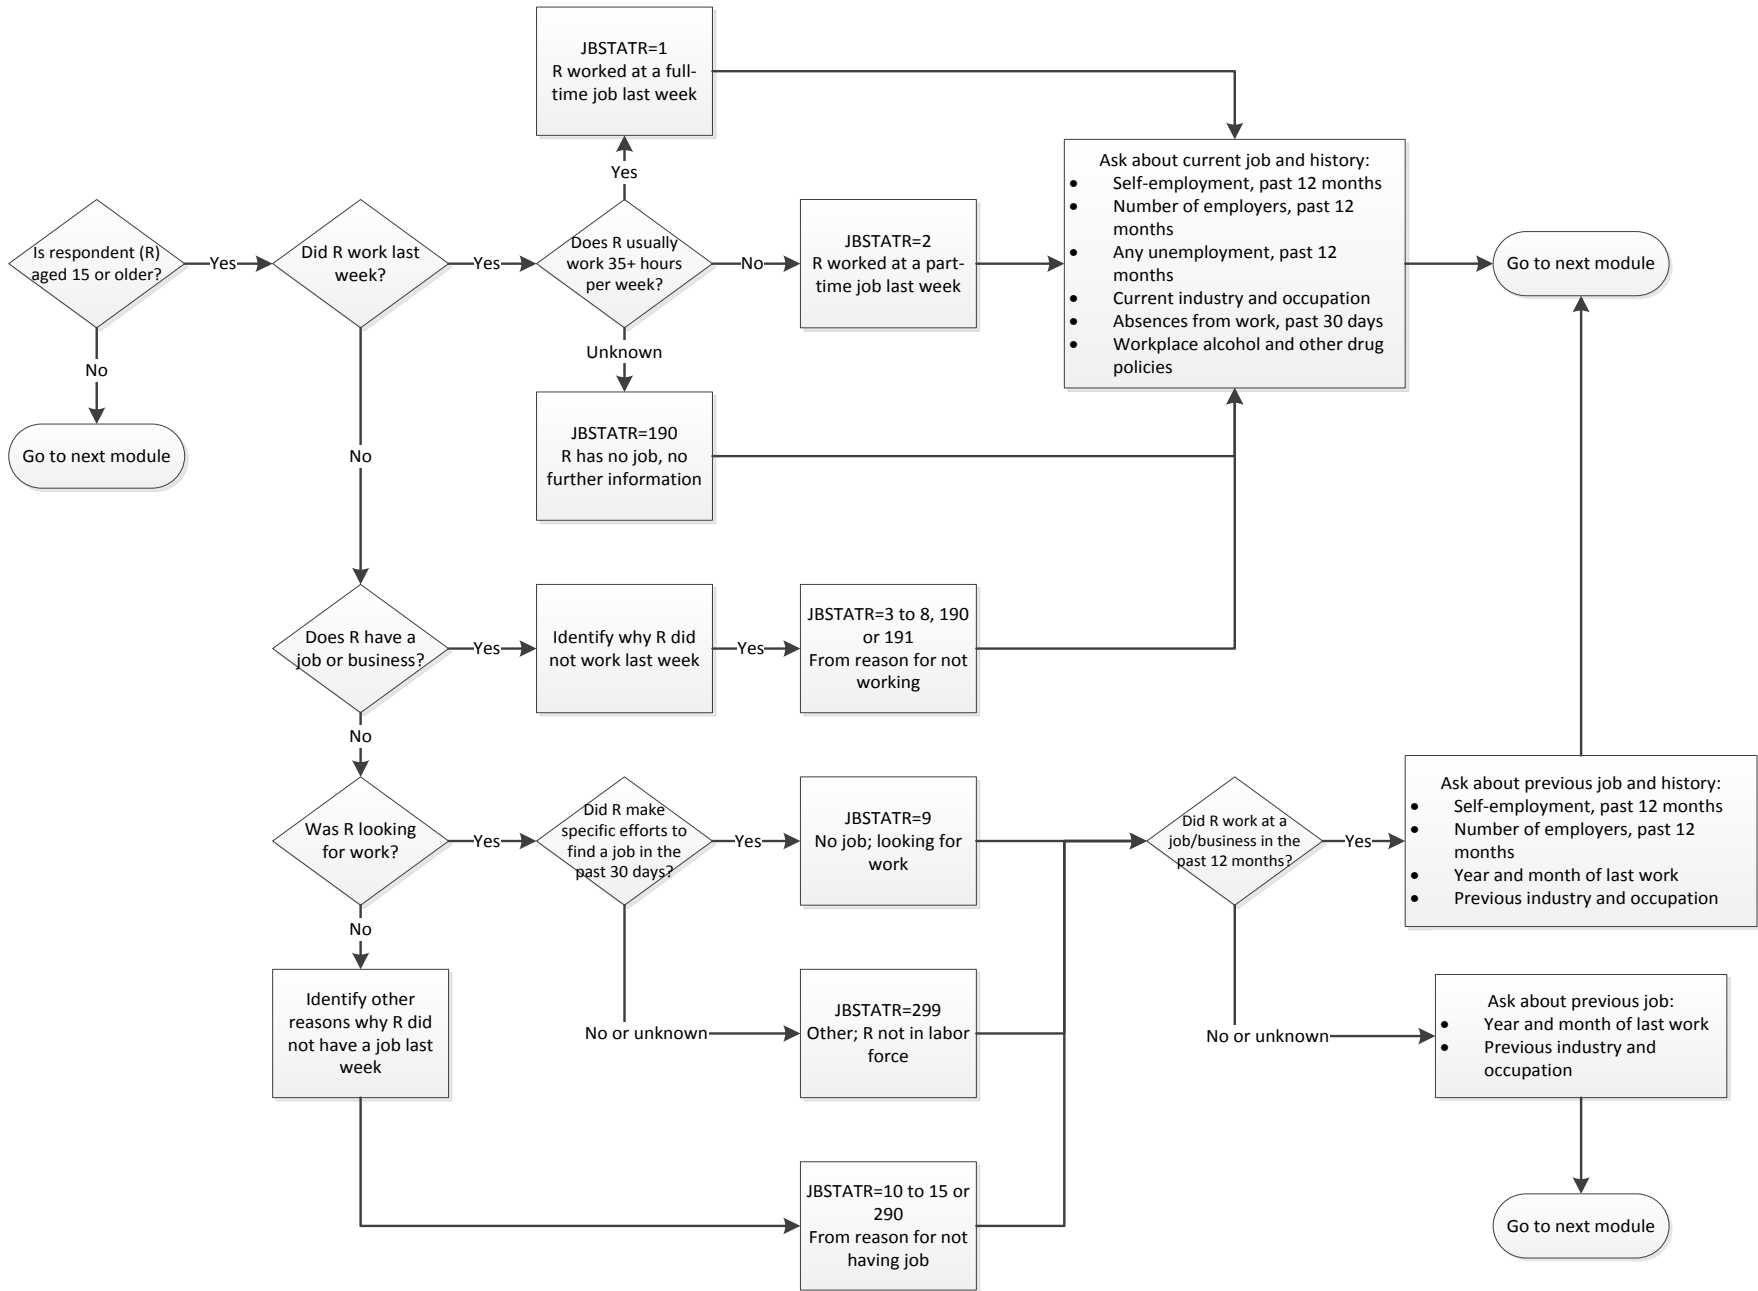 JBSTATR=1
R worked at a full-
time job last week
Yes
Is respondent (R)
aged 15 or older?
Yes
Did R work last
week?
Yes
Does R usually
work 35+ hours
per week?
No
JBSTATR=2
R worked at a part-
time job last week
Ask about current job and history:
• Self-employment, past 12 months
• Number of employers, past 12
months
• Any unemployment, past 12
months
• Current industry and occupation
• Absences from work, past 30 days
• Workplace alcohol and other drug
policies
Go to next module
No
Go to next module
Unknown
JBSTATR=190
R has no job, no
further information
No
Does R have a
job or business?
Yes
Identify why R did
not work last week
Yes
JBSTATR=3 to 8, 190
or 191
From reason for not
working
No
Was R looking
for work?
Yes
Did R make
specific efforts to
find a job in the
past 30 days?
Yes
JBSTATR=9
No job; looking for
work
Did R work at a
job/business in the
past 12 months?
Yes
Ask about previous job and history:
• Self-employment, past 12 months
• Number of employers, past 12
months
• Year and month of last work
• Previous industry and occupation
No
Identify other
reasons why R did
not have a job last
week
No or unknown
JBSTATR=299
Other; R not in labor
force
No or unknown
Ask about previous job:
• Year and month of last work
• Previous industry and
occupation
JBSTATR=10 to 15 or
290
From reason for not
having job
Go to next module